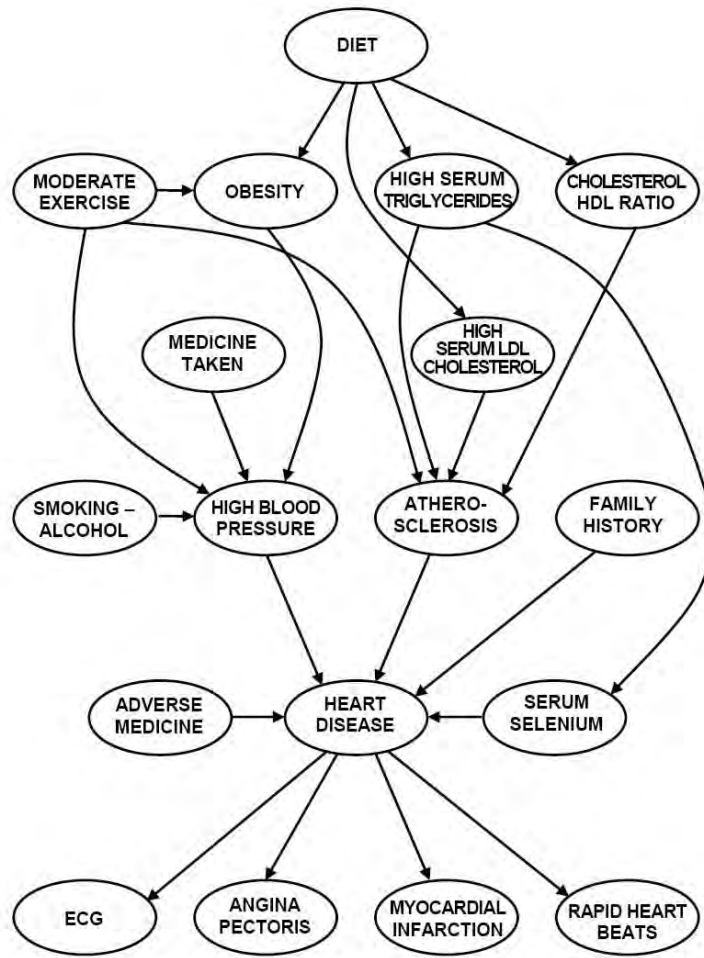 DIET
MODERATE
EXERCISE
OBESITY
HIGH SERUM
TRIGLYCERIDES
CHOLESTEROL
HDL RATIO
MEDICINE
TAKEN
HIGH
SERUM LDL
CHOLESTEROL
SMOKING –
ALCOHOL
HIGH BLOOD
PRESSURE
ATHERO-
SCLEROSIS
FAMILY
HISTORY
ADVERSE
MEDICINE
HEART
DISEASE
SERUM
SELENIUM
ECG
ANGINA
PECTORIS
MYOCARDIAL
INFARCTION
RAPID HEART
BEATS